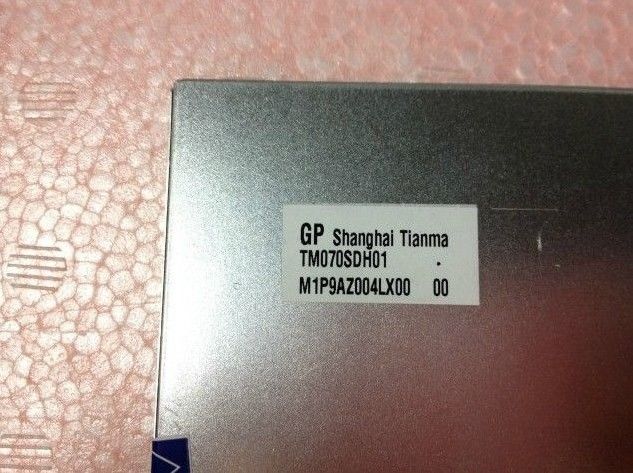 GP Shanghai Tianma
TM070SDH01 .
M1P9AZ004LX00 00